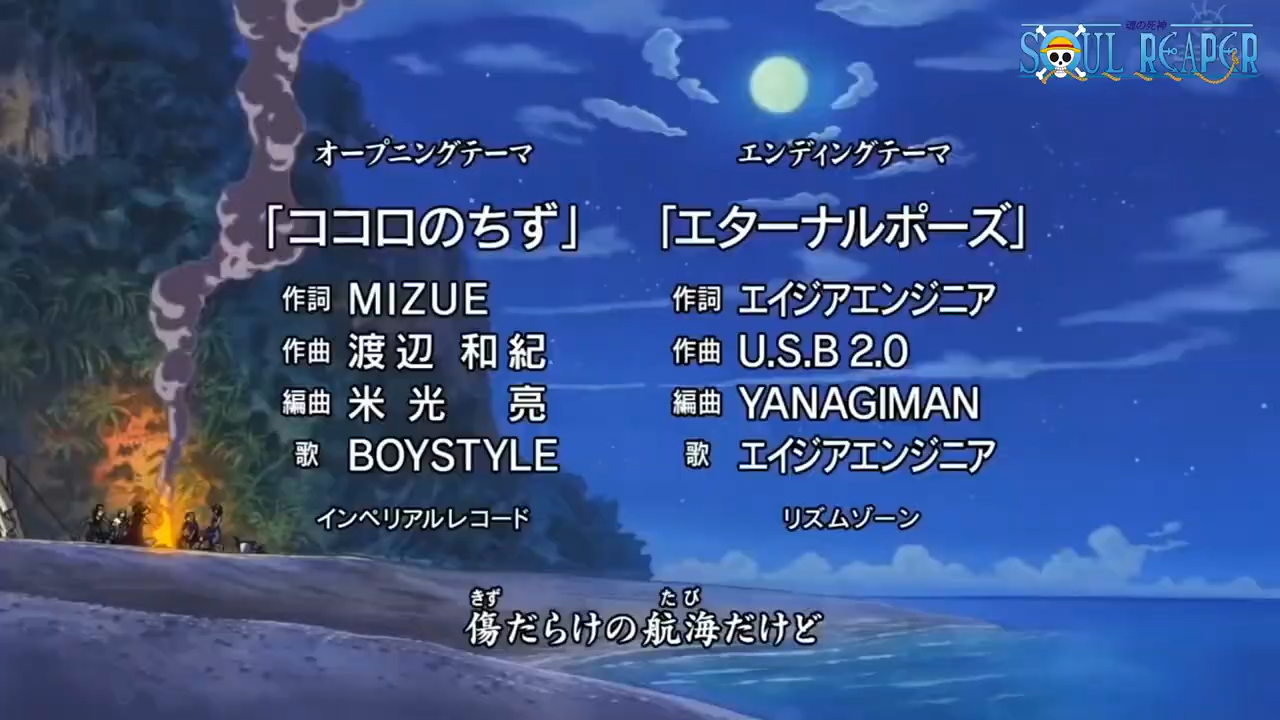 魂の死神
SOUL REAPER
オープニングテーマ
「ココロのちず」
作詞 MIZUE
作曲 渡辺 和紀
編曲 米光 亮
歌 BOYSTYLE
インペリアルレコード
エンディングテーマ
「エターナルポーズ」
作詞 エイジアエンジニア
作曲 U.S.B 2.0
編曲 YANAGIMAN
歌 エイジアエンジニア
リズムゾーン
きず たび
傷だらけの航海だけど